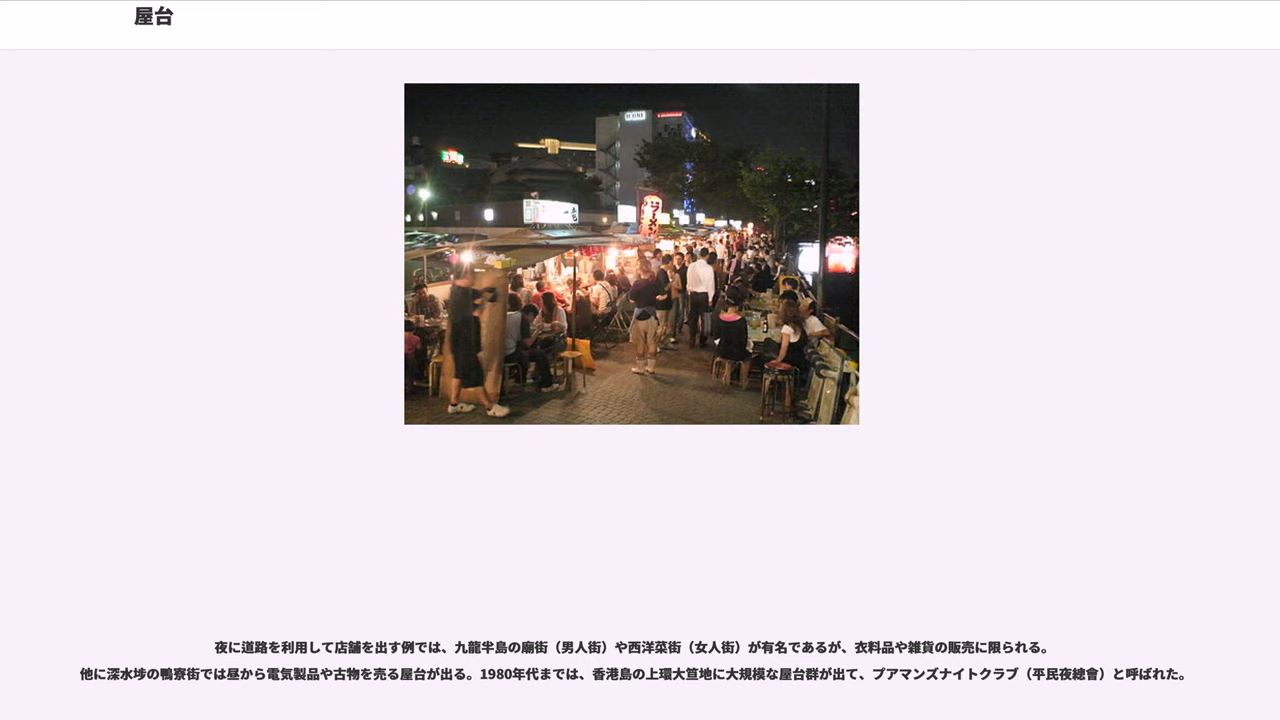 屋台
ラーメン
夜に道路を利用して店舗を出す例では、九龍半島の廟街（男人街）や西洋菜街（女人街）が有名であるが、衣料品や雑貨の販売に限られる。
他に深水埗の鴨寮街では昼から電気製品や古物を売る屋台が出る。1980年代までは、香港島の上環大笪地に大規模な屋台群が出て、プアマンズナイトクラブ（平民夜總會）と呼ばれた。